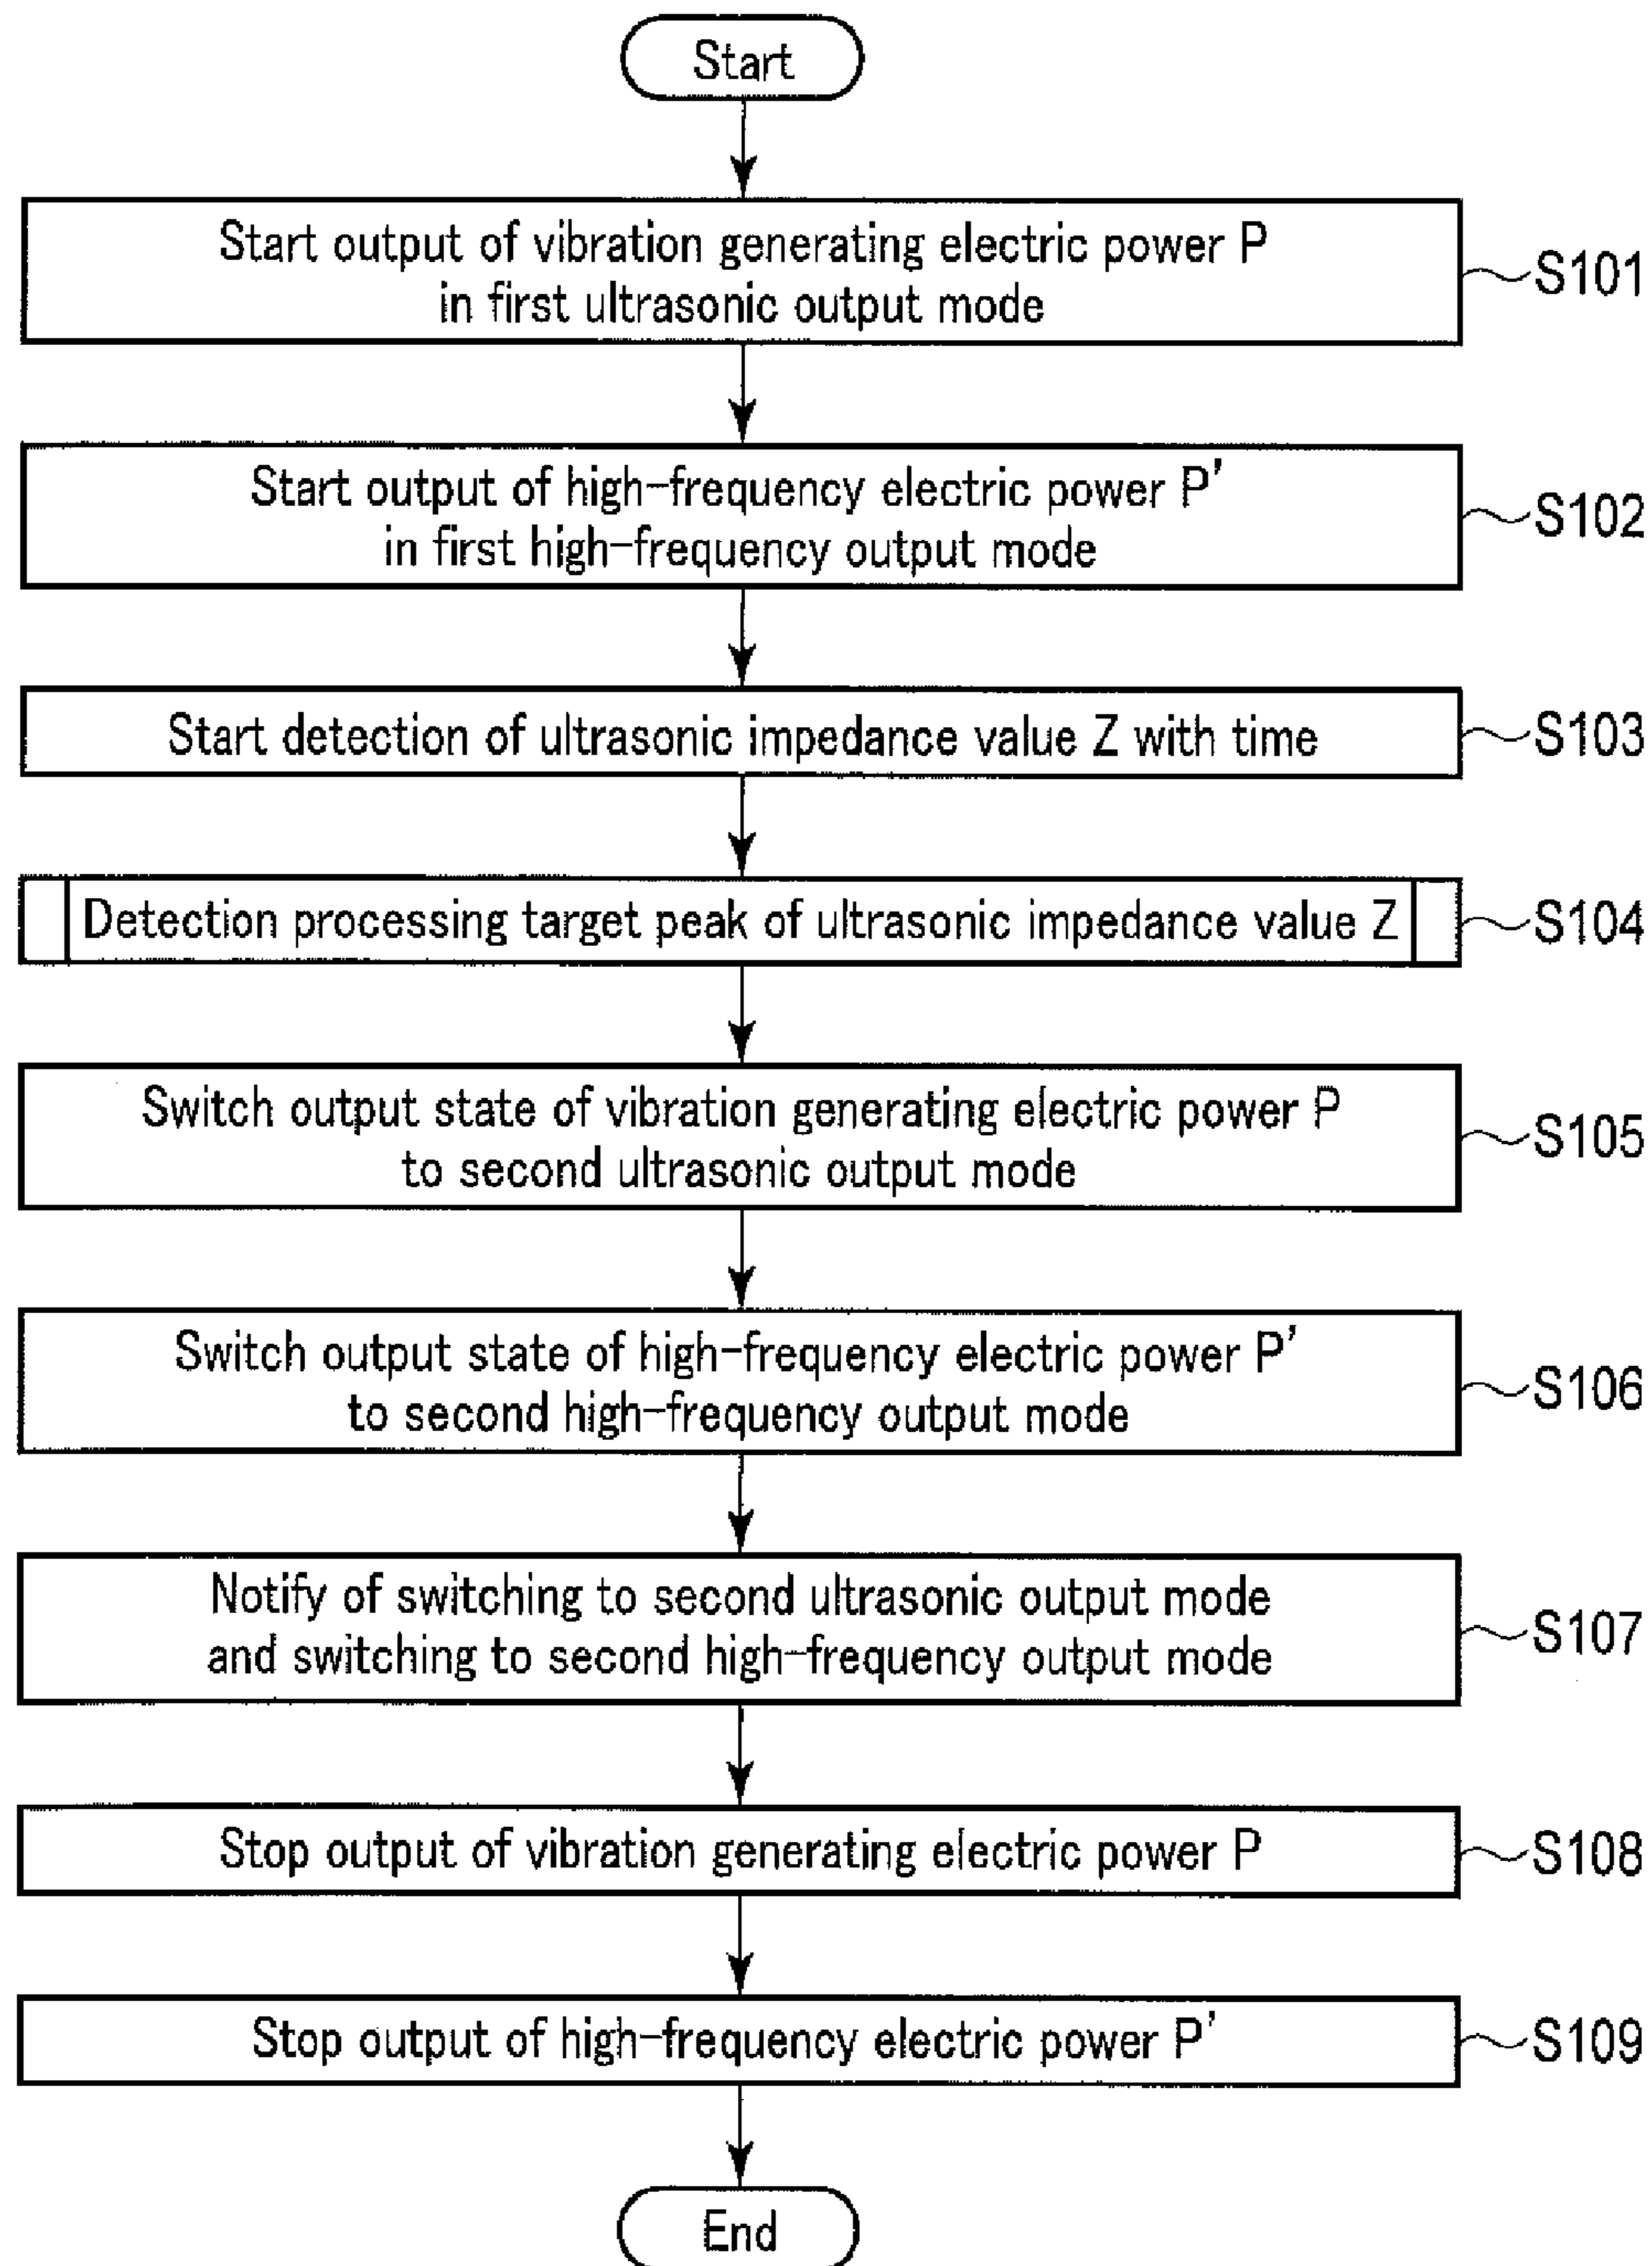 Start
Start output of vibration generating electric power P
in first ultrasonic output mode
S101
Start output of high-frequency electric power P'
in first high-frequency output mode
S102
Start detection of ultrasonic impedance value Z with time
S103
Detection processing target peak of ultrasonic impedance value Z
S104
Switch output state of vibration generating electric power P
to second ultrasonic output mode
S105
Switch output state of high-frequency electric power P'
to second high-frequency output mode
S106
Notify of switching to second ultrasonic output mode
and switching to second high-frequency output mode
S107
Stop output of vibration generating electric power P
S108
Stop output of high-frequency electric power P'
S109
End